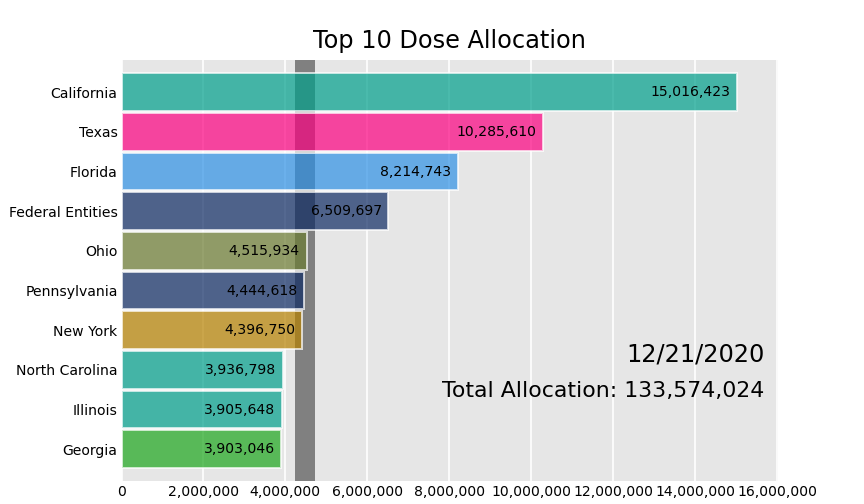 Top 10 Dose Allocation
California 15,016,423
Texas 10,285,610
Florida 8,214,743
Federal Entities 6,509,697
Ohio 4,515,934
Pennsylvania 4,444,618
New York 4,396,750
12/21/2020
North Carolina 3,936,798
Total Allocation: 133,574,024
Illinois 3,905,648
Georgia 3,903,046
0 2,000,000 4,000,000 6,000,000 8,000,000 10,000,000 12,000,000 14,000,000 16,000,000